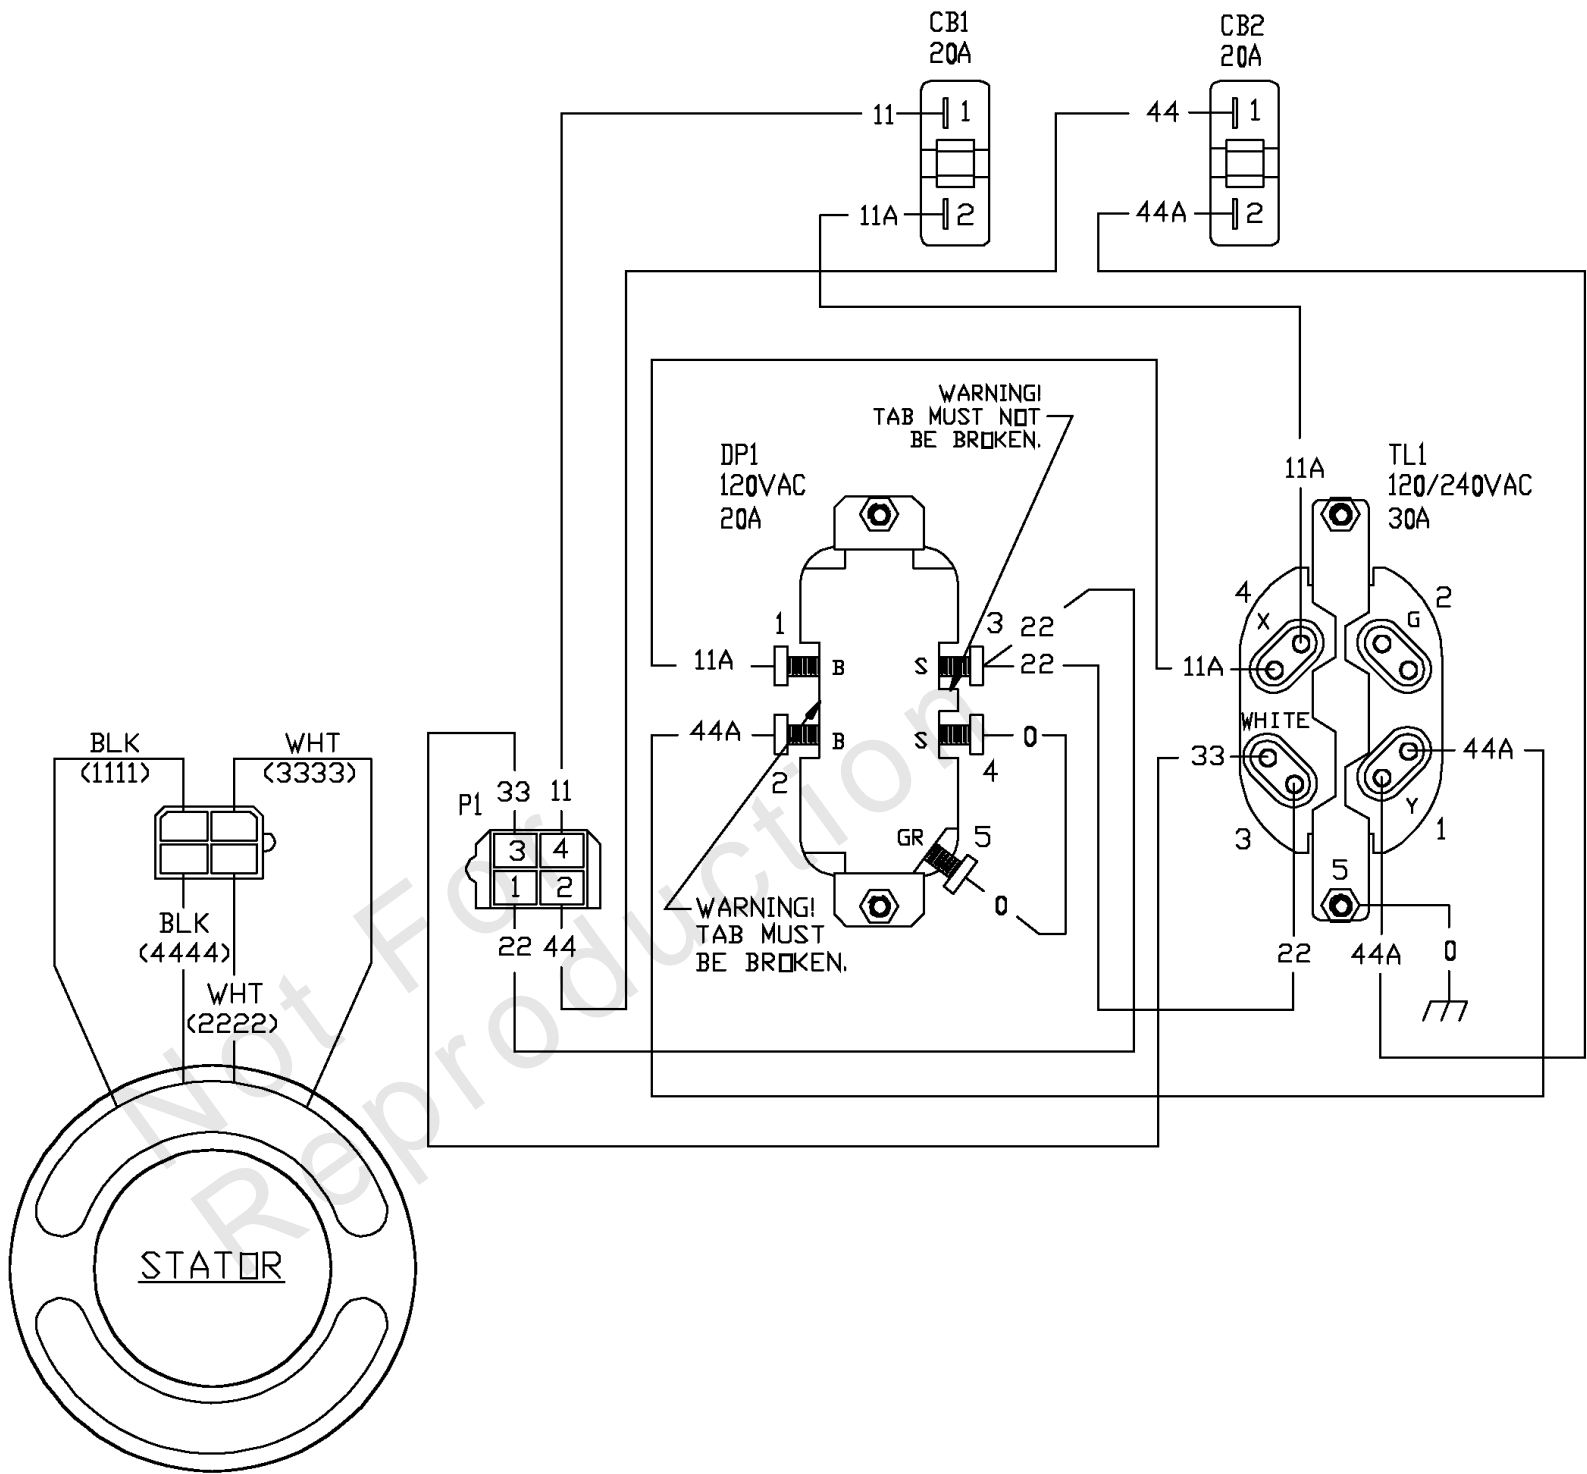 CB1
20A
CB2
20A
11
1
44
1
11A
2
44A
2
WARNING!
TAB MUST NOT
BE BROKEN.
DP1
120VAC
20A
11A
TL1
120/240VAC
30A
1
3
22
4
X
G
2
11A
B
S
22
11A
44A
B
S
0
WHITE
33
44A
2
4
Y
3
1
BLK
(1111)
WHT
(3333)
P1
33
11
3
4
1
2
GR
5
0
5
BLK
(4444)
22
44
WARNING!
TAB MUST
BE BROKEN.
22
44A
0
WHT
(2222)
STATOR
Not For
Reproduction